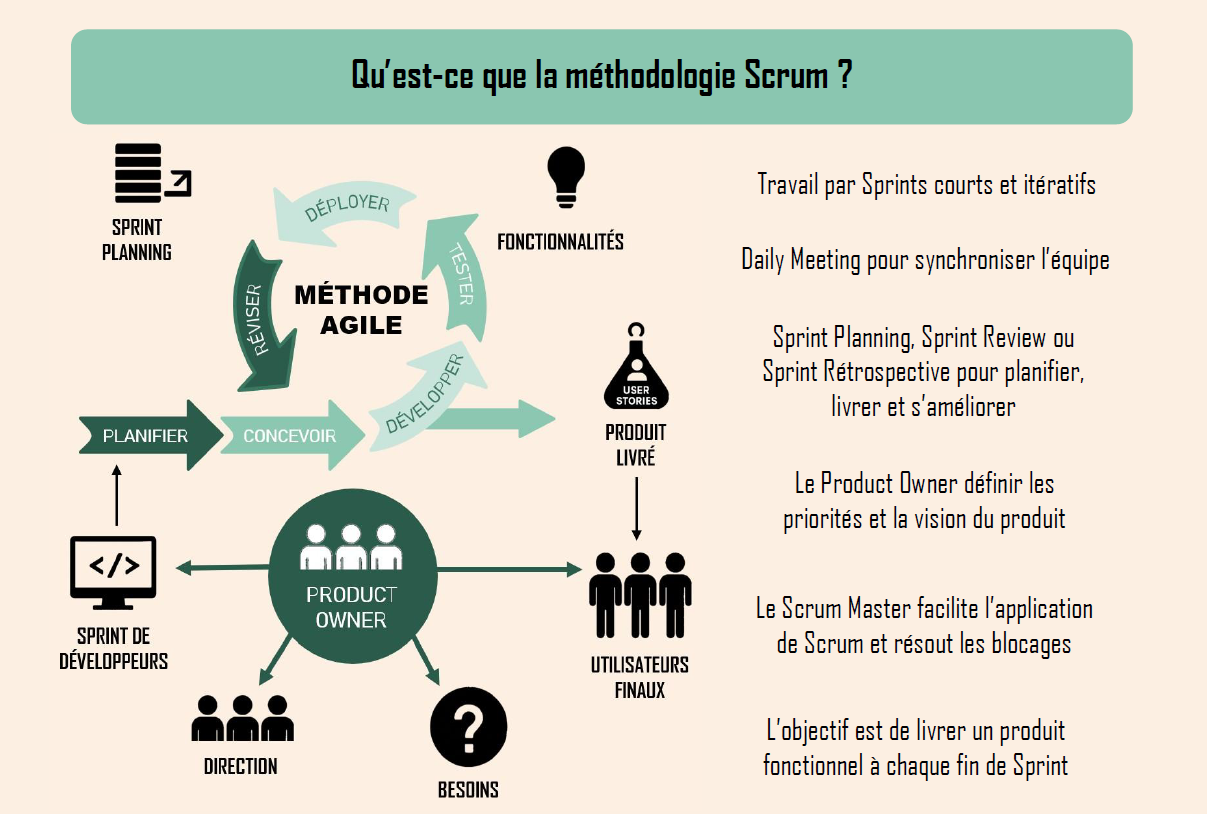 Qu'est-ce que la méthodologie Scrum ?
SPRINT
PLANNING
DÉPLOYER
TESTER
RÉVISER
MÉTHODE
AGILE
FONCTIONNALITÉS
PLANIFIER
CONCEVOIR
DÉVELOPPER
USER
STORIES
PRODUIT
LIVRÉ
</>
SPRINT DE
DÉVELOPPEURS
PRODUCT
OWNER
UTILISATEURS
FINAUX
DIRECTION
?
BESOINS
Travail par Sprints courts et itératifs
Daily Meeting pour synchroniser l'équipe
Sprint Planning, Sprint Review ou
Sprint Rétrospective pour planifier,
livrer et s'améliorer
Le Product Owner définir les
priorités et la vision du produit
Le Scrum Master facilite l'application
de Scrum et résout les blocages
L'objectif est de livrer un produit
fonctionnel à chaque fin de Sprint